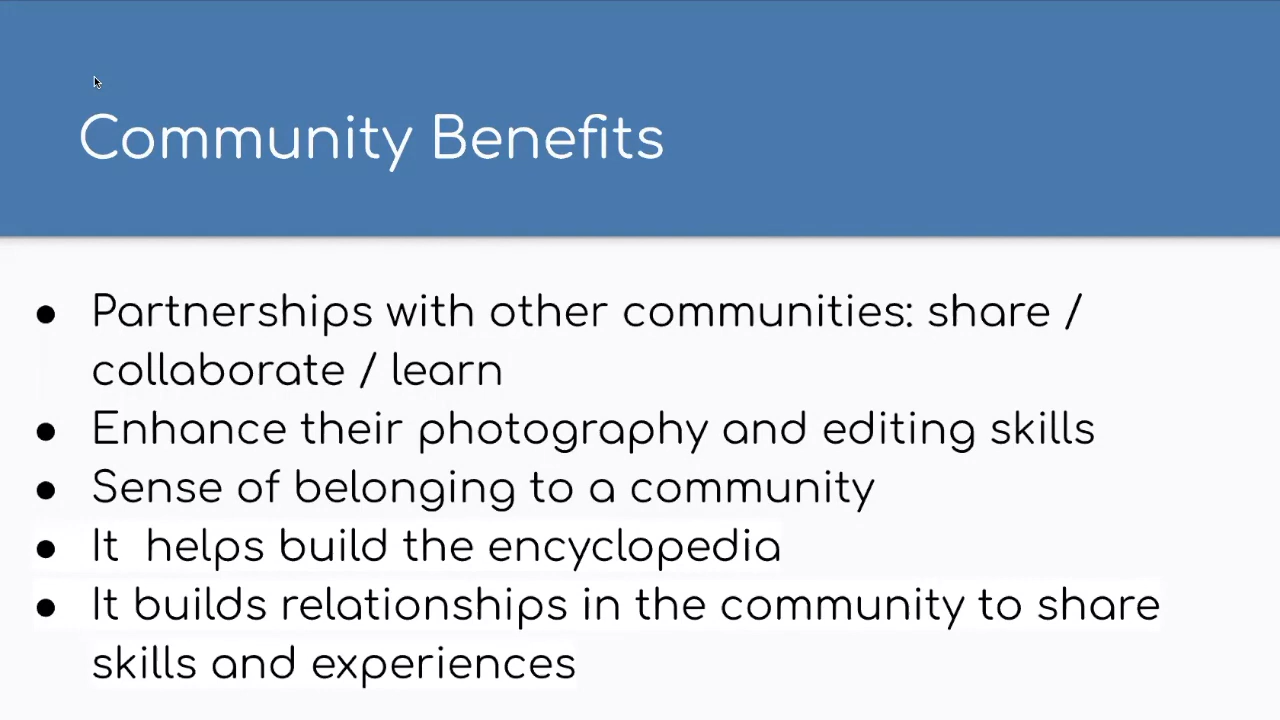 Community Benefits
● Partnerships with other communities: share /
collaborate / learn
● Enhance their photography and editing skills
● Sense of belonging to a community
● It  helps build the encyclopedia
● It builds relationships in the community to share
skills and experiences